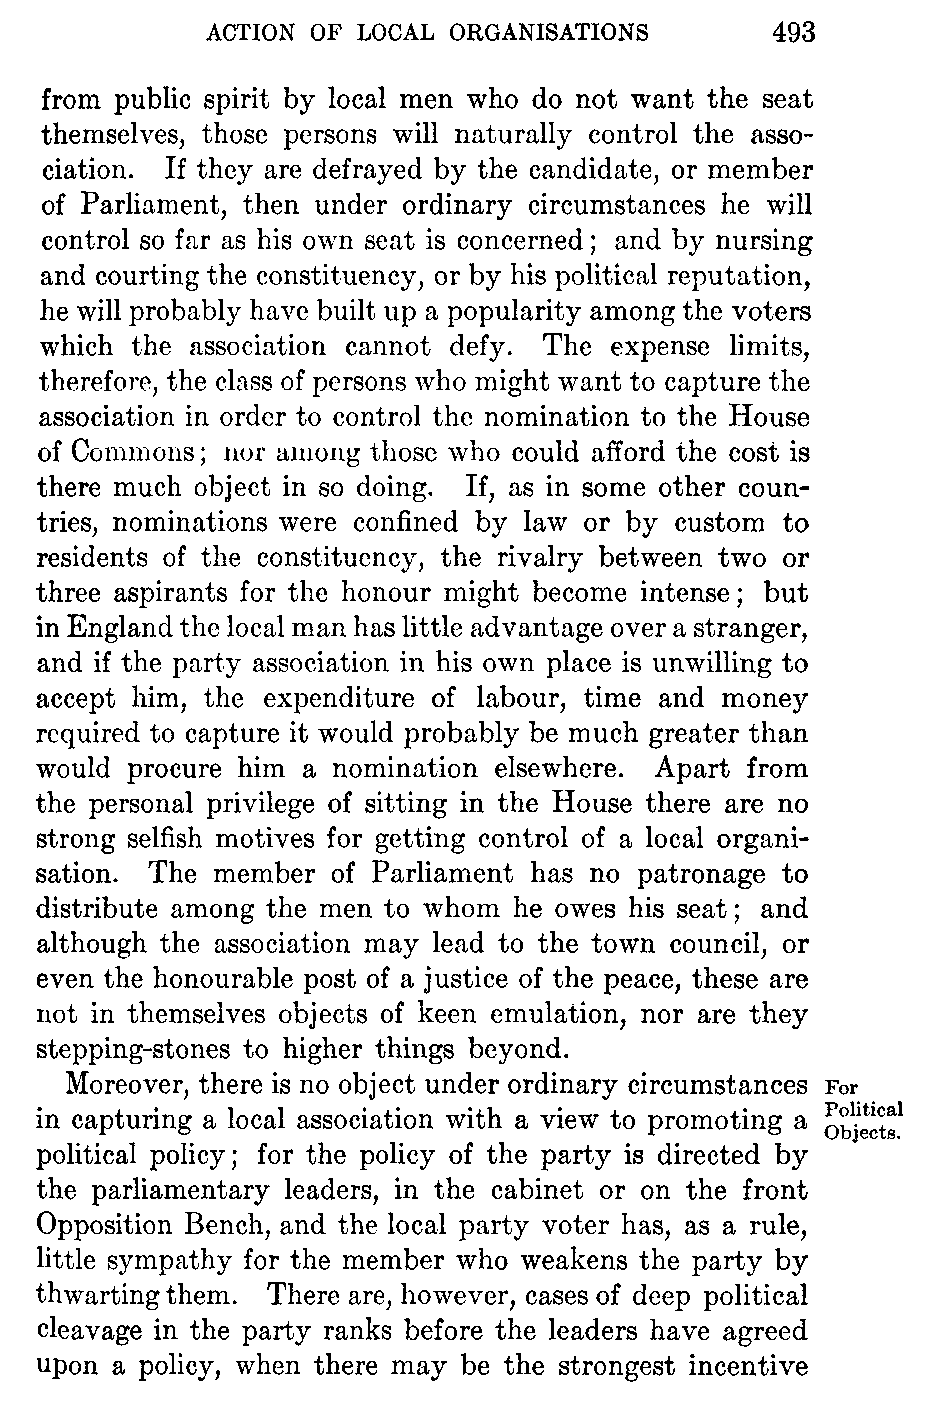 ACTION OF LOCAL ORGANISATIONS 493
from public spirit by local men who do not want the seat
themselves, those persons will naturally control the asso-
ciation. If they are defrayed by the candidate, or member
of Parliament, then under ordinary circumstances he will
control so far as his own seat is concerned; and by nursing
and courting the constituency, or by his political reputation,
he will probably have built up a popularity among the voters
which the association cannot defy. The expense limits,
therefore, the class of persons who might want to capture the
association in order to control the nomination to the House
of Commons; nor among those who could afford the cost is
there much object in so doing. If, as in some other coun-
tries, nominations were confined by law or by custom to
residents of the constituency, the rivalry between two or
three aspirants for the honour might become intense; but
in England the local man has little advantage over a stranger,
and if the party association in his own place is unwilling to
accept him, the expenditure of labour, time and money
required to capture it would probably be much greater than
would procure him a nomination elsewhere. Apart from
the personal privilege of sitting in the House there are no
strong selfish motives for getting control of a local organi-
sation. The member of Parliament has no patronage to
distribute among the men to whom he owes his seat; and
although the association may lead to the town council, or
even the honourable post of a justice of the peace, these are
not in themselves objects of keen emulation, nor are they
stepping-stones to higher things beyond.
Moreover, there is no object under ordinary circumstances
in capturing a local association with a view to promoting a
political policy; for the policy of the party is directed by
the parliamentary leaders, in the cabinet or on the front
Opposition Bench, and the local party voter has, as a rule,
little sympathy for the member who weakens the party by
thwarting them. There are, however, cases of deep political
cleavage in the party ranks before the leaders have agreed
upon a policy, when there may be the strongest incentive
For
Political
Objects.